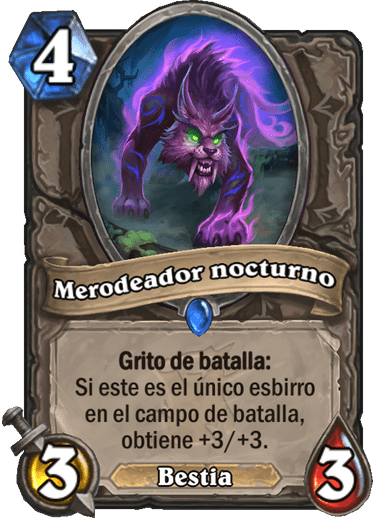 4
Merodeador nocturno
Grito de batalla:
Si este es el único esbirro
en el campo de batalla,
obtiene +3/+3.
3
Bestia
3